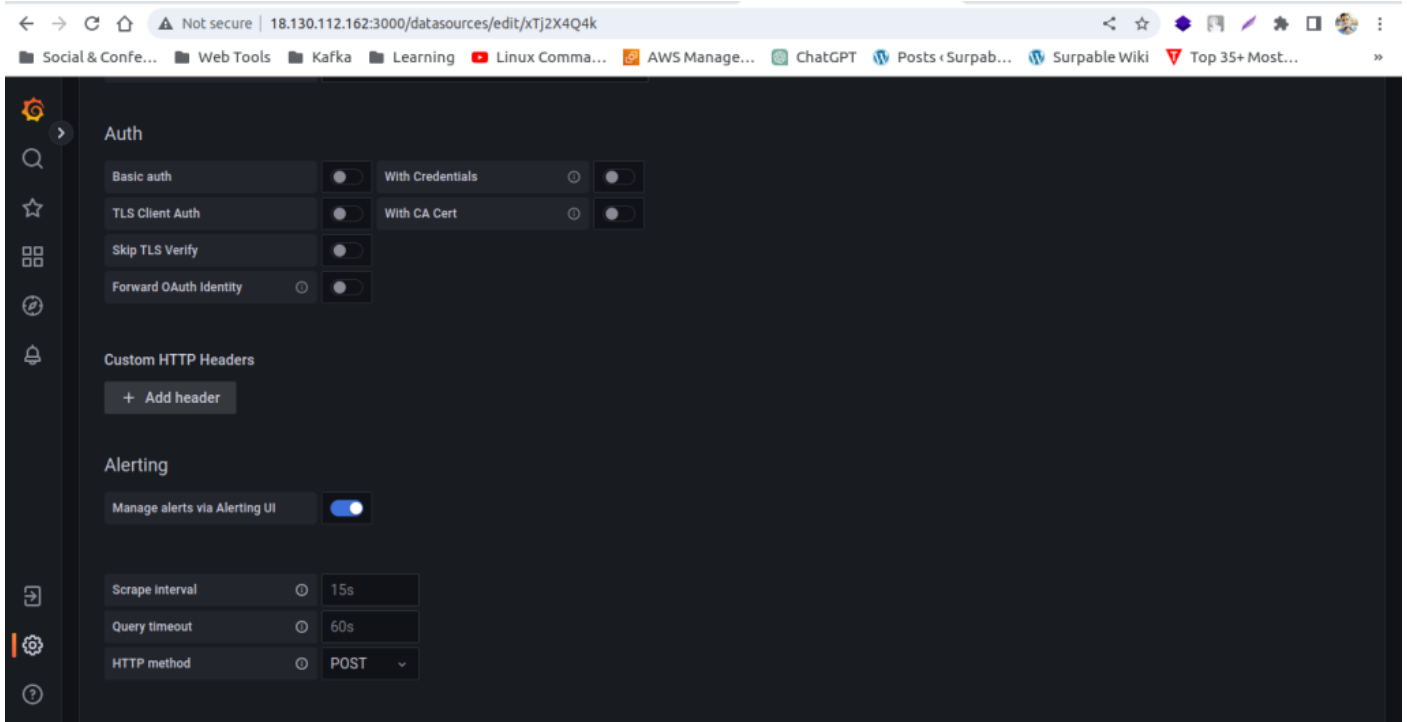 Not secure | 18.130.112.162:3000/datasources/edit/xTj2X4Q4k
Social & Confe... Web Tools Kafka Learning Linux Comma... AWS Manage... ChatGPT Posts ‹ Surpab... Surpable Wiki Top 35+ Most... »
Auth
Basic auth With Credentials
TLS Client Auth With CA Cert
Skip TLS Verify
Forward OAuth Identity
Custom HTTP Headers
+ Add header
Alerting
Manage alerts via Alerting UI
Scrape interval 15s
Query timeout 60s
HTTP method POST